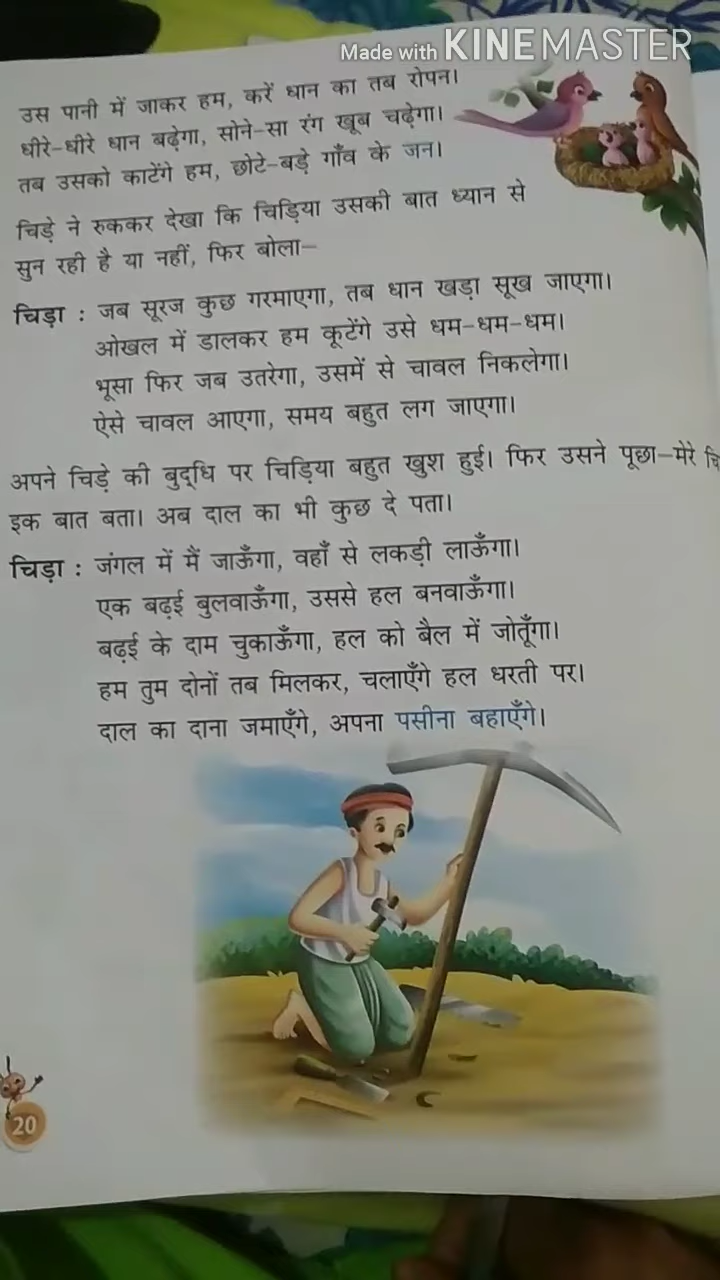 Made with KINEMASTER
उस पानी में जाकर हम, करें धान का तब रोपन।
धीरे-धीरे धान बढ़ेगा, सोने-सा रंग खूब चढ़ेगा।
तब उसको काटेंगे हम, छोटे-बड़े गाँव के जन।
चिड़े ने रुककर देखा कि चिड़िया उसकी बात ध्यान से
सुन रही है या नहीं, फिर बोला–
चिड़ा : जब सूरज कुछ गरमाएगा, तब धान खड़ा सूख जाएगा।
ओखल में डालकर हम कूटेंगे उसे धम-धम-धम।
भूसा फिर जब उतरेगा, उसमें से चावल निकलेगा।
ऐसे चावल आएगा, समय बहुत लग जाएगा।
अपने चिड़े की बुद्धि पर चिड़िया बहुत खुश हुई। फिर उसने पूछा–मेरे
इक बात बता। अब दाल का भी कुछ दे पता।
चिड़ा : जंगल में मैं जाऊँगा, वहाँ से लकड़ी लाऊँगा।
एक बढ़ई बुलवाऊँगा, उससे हल बनवाऊँगा।
बढ़ई के दाम चुकाऊँगा, हल को बैल में जोतूँगा।
हम तुम दोनों तब मिलकर, चलाएँगे हल धरती पर।
दाल का दाना जमाएँगे, अपना पसीना बहाएँगे।
20